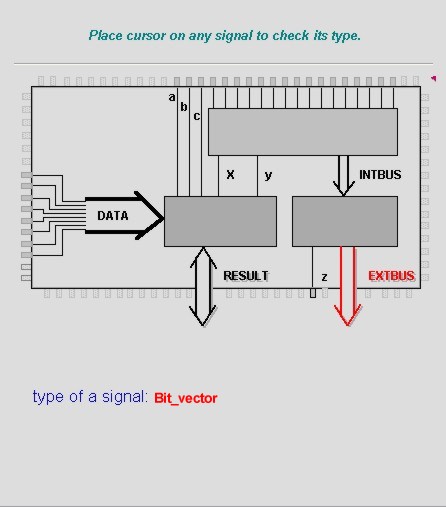 Place cursor on any signal to check its type.
a
b
c
X
y
INTBUS
DATA
RESULT
z
EXTBUS
type of a signal: Bit_vector